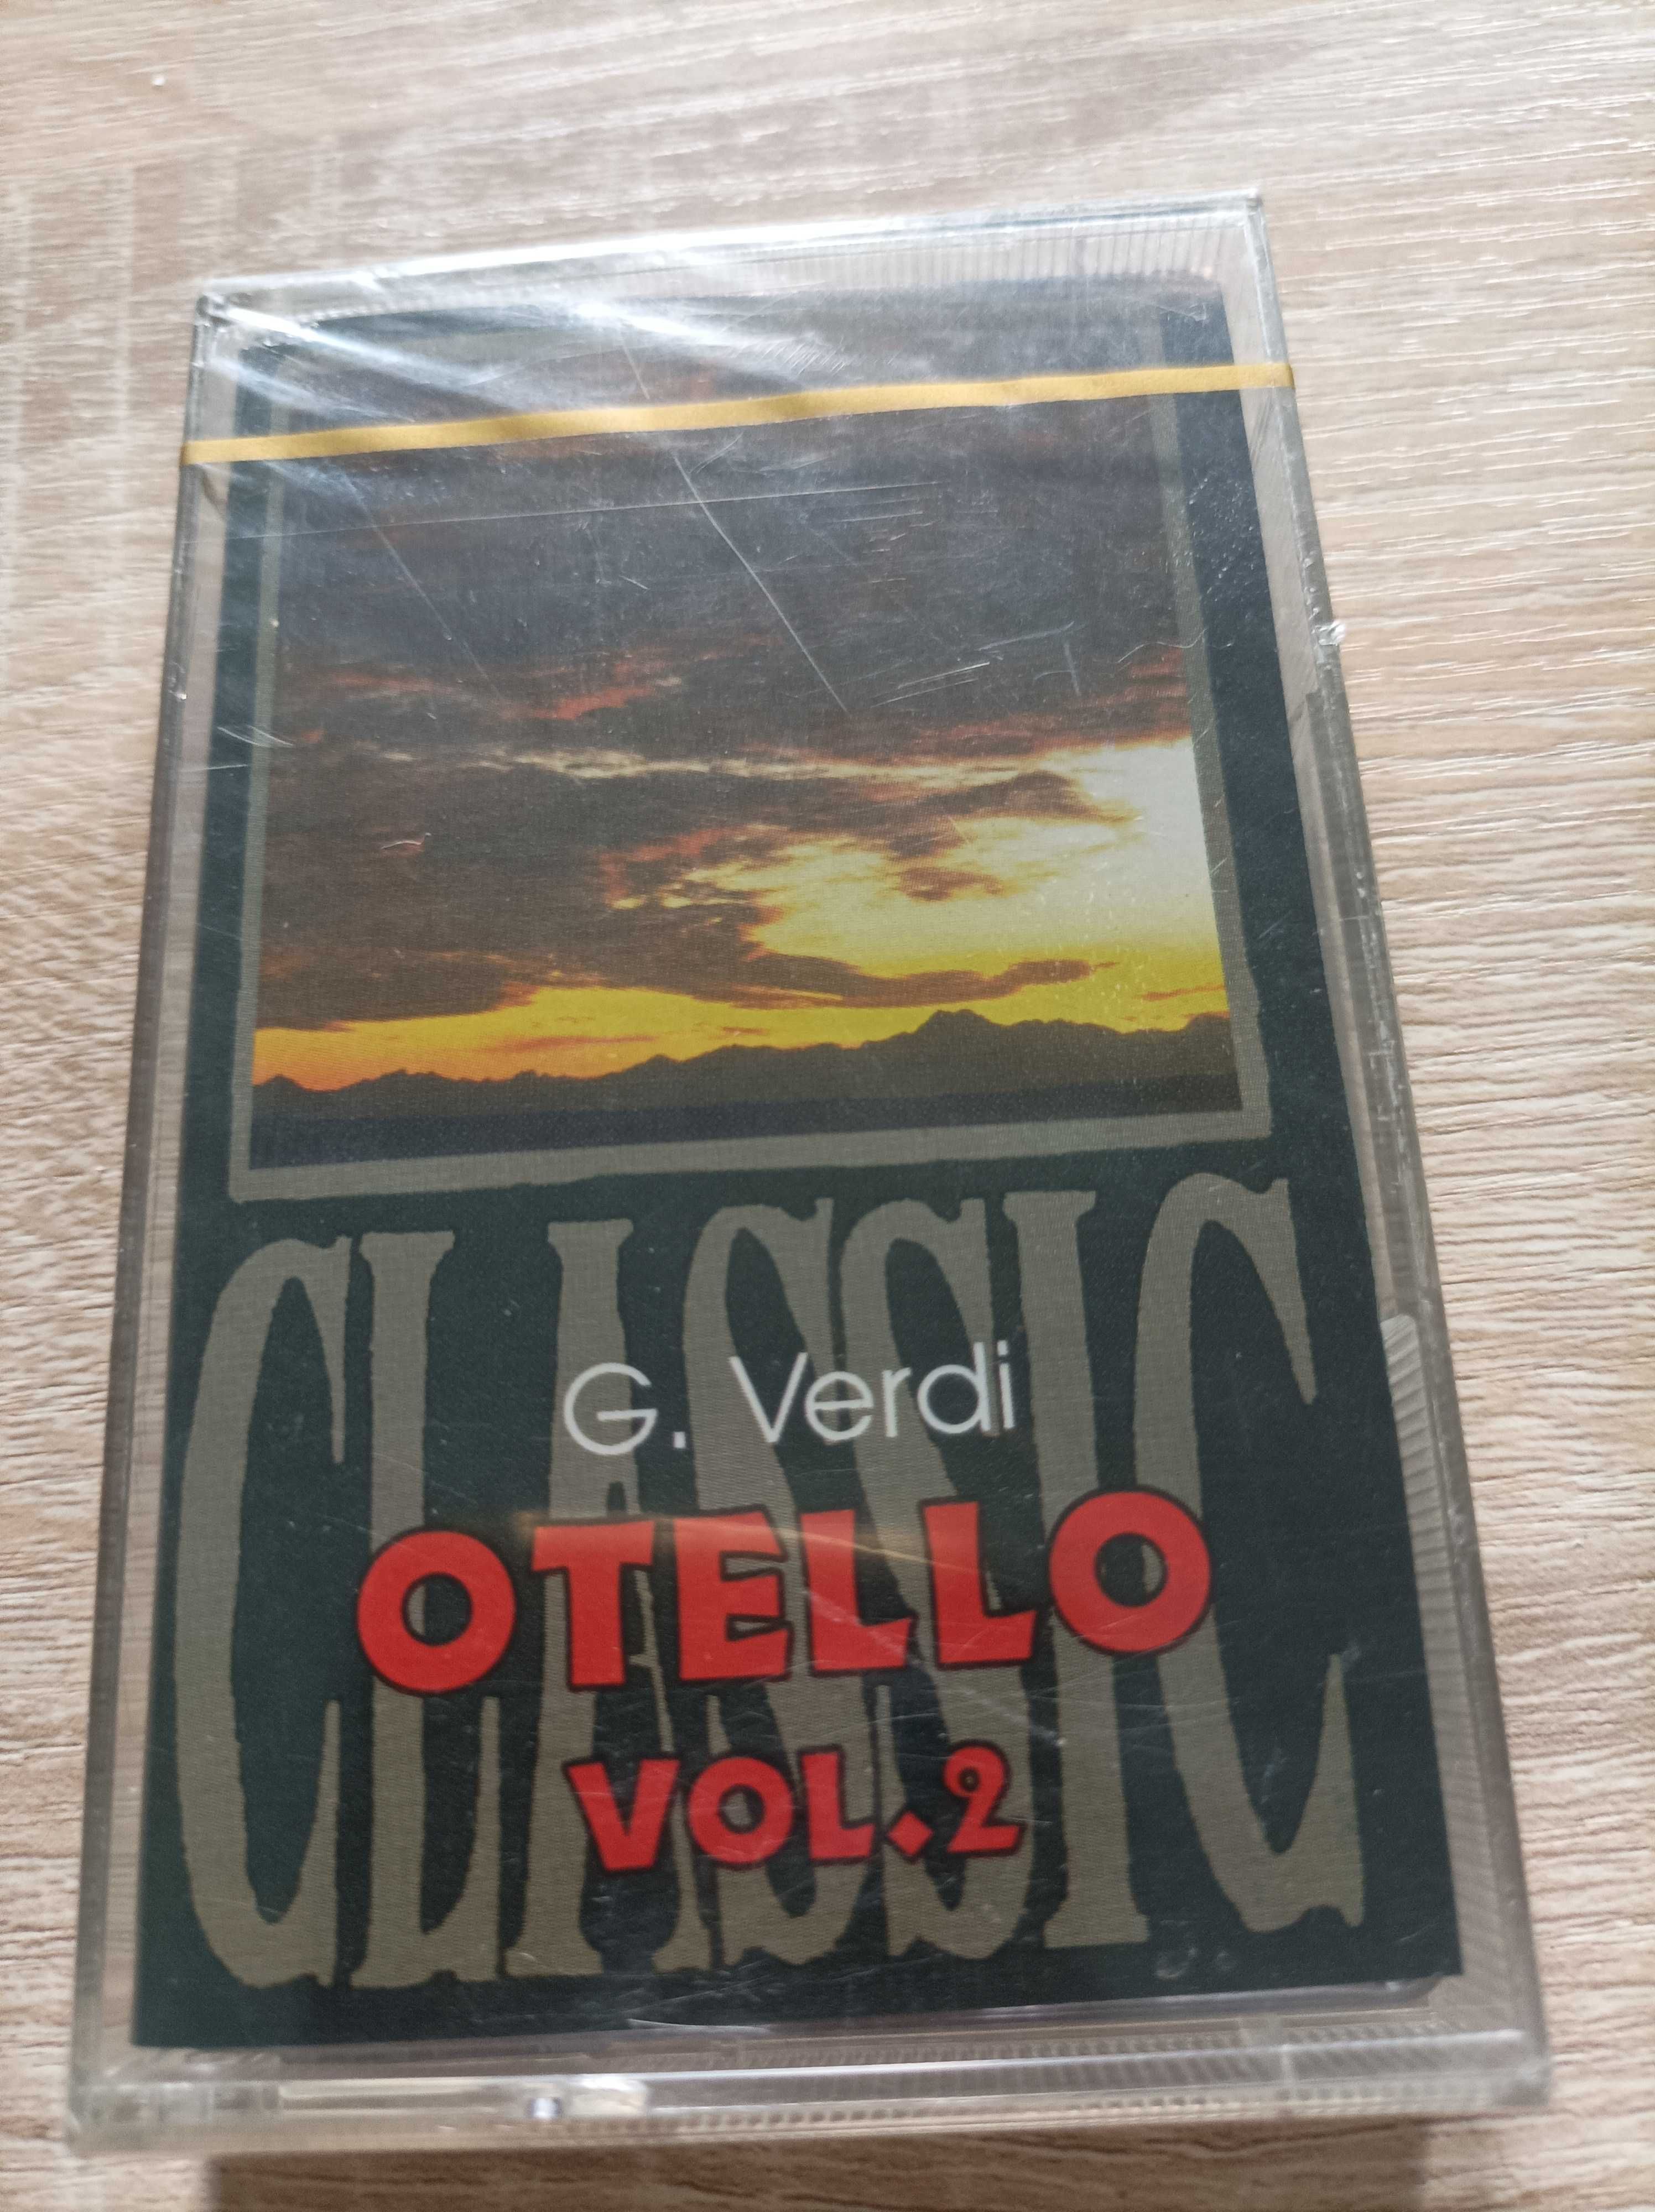 CLASSIC
G. Verdi
OTELLO
VOL.2